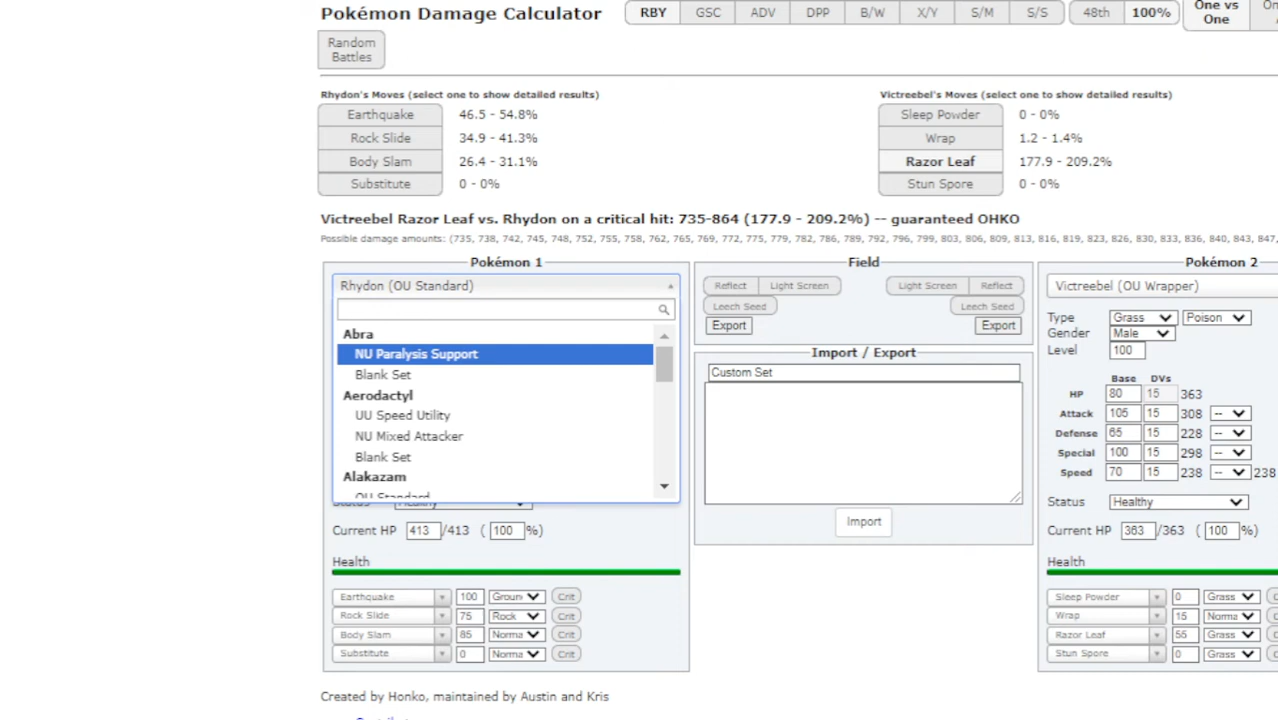 Pokémon Damage Calculator RBY GSC ADV DPP B/W X/Y S/M S/S 48th 100% One vs
One
Random
Battles
Rhydon's Moves (select one to show detailed results)
Earthquake 46.5 - 54.8%
Rock Slide 34.9 - 41.3%
Body Slam 26.4 - 31.1%
Substitute 0 - 0%
Victreebel's Moves (select one to show detailed results)
Sleep Powder 0 - 0%
Wrap 1.2 - 1.4%
Razor Leaf 177.9 - 209.2%
Stun Spore 0 - 0%
Victreebel Razor Leaf vs. Rhydon on a critical hit: 735-864 (177.9 - 209.2%) -- guaranteed OHKO
Possible damage amounts: (735, 738, 742, 745, 748, 752, 755, 758, 762, 765, 769, 772, 775, 779, 782, 786, 789, 792, 796, 799, 803, 806, 809, 813, 816, 819, 823, 826, 830, 833, 836, 840, 843, 847,
Pokémon 1
Rhydon (OU Standard)
Abra
NU Paralysis Support
Blank Set
Aerodactyl
UU Speed Utility
NU Mixed Attacker
Blank Set
Alakazam
OU Standard
Status Healthy
Current HP 413 /413 ( 100 %)
Health
Earthquake 100 Groun Crit
Rock Slide 75 Rock Crit
Body Slam 85 Norma Crit
Substitute 0 Norma Crit
Field
Reflect Light Screen Light Screen Reflect
Leech Seed Leech Seed
Export Export
Import / Export
Custom Set
Import
Pokémon 2
Victreebel (OU Wrapper)
Type Grass Poison
Gender Male
Level 100
Base DVs
HP 80 15 363
Attack 105 15 308 --
Defense 65 15 228 --
Special 100 15 298 --
Speed 70 15 238 -- 238
Status Healthy
Current HP 363 /363 ( 100 %)
Health
Sleep Powder 0 Grass
Wrap 15 Norma
Razor Leaf 55 Grass
Stun Spore 0 Grass
Created by Honko, maintained by Austin and Kris